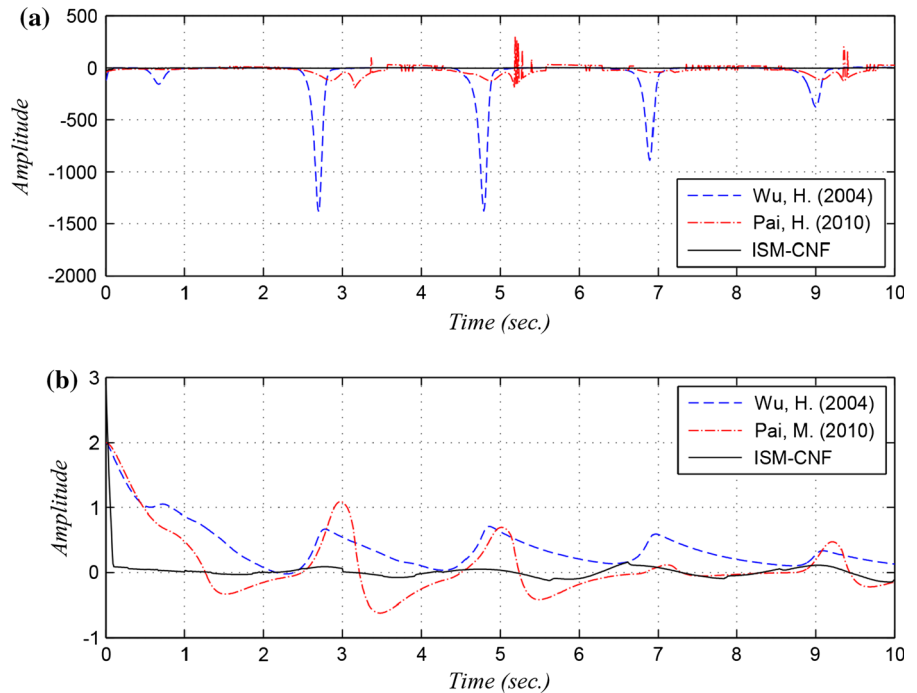 (a)
500
0
-500
-1000
-1500
-2000
Amplitude
Wu, H. (2004)
Pai, H. (2010)
ISM-CNF
0 1 2 3 4 5 6 7 8 9 10
Time (sec.)
(b)
3
2
1
0
-1
Amplitude
Wu, H. (2004)
Pai, M. (2010)
ISM-CNF
0 1 2 3 4 5 6 7 8 9 10
Time (sec.)